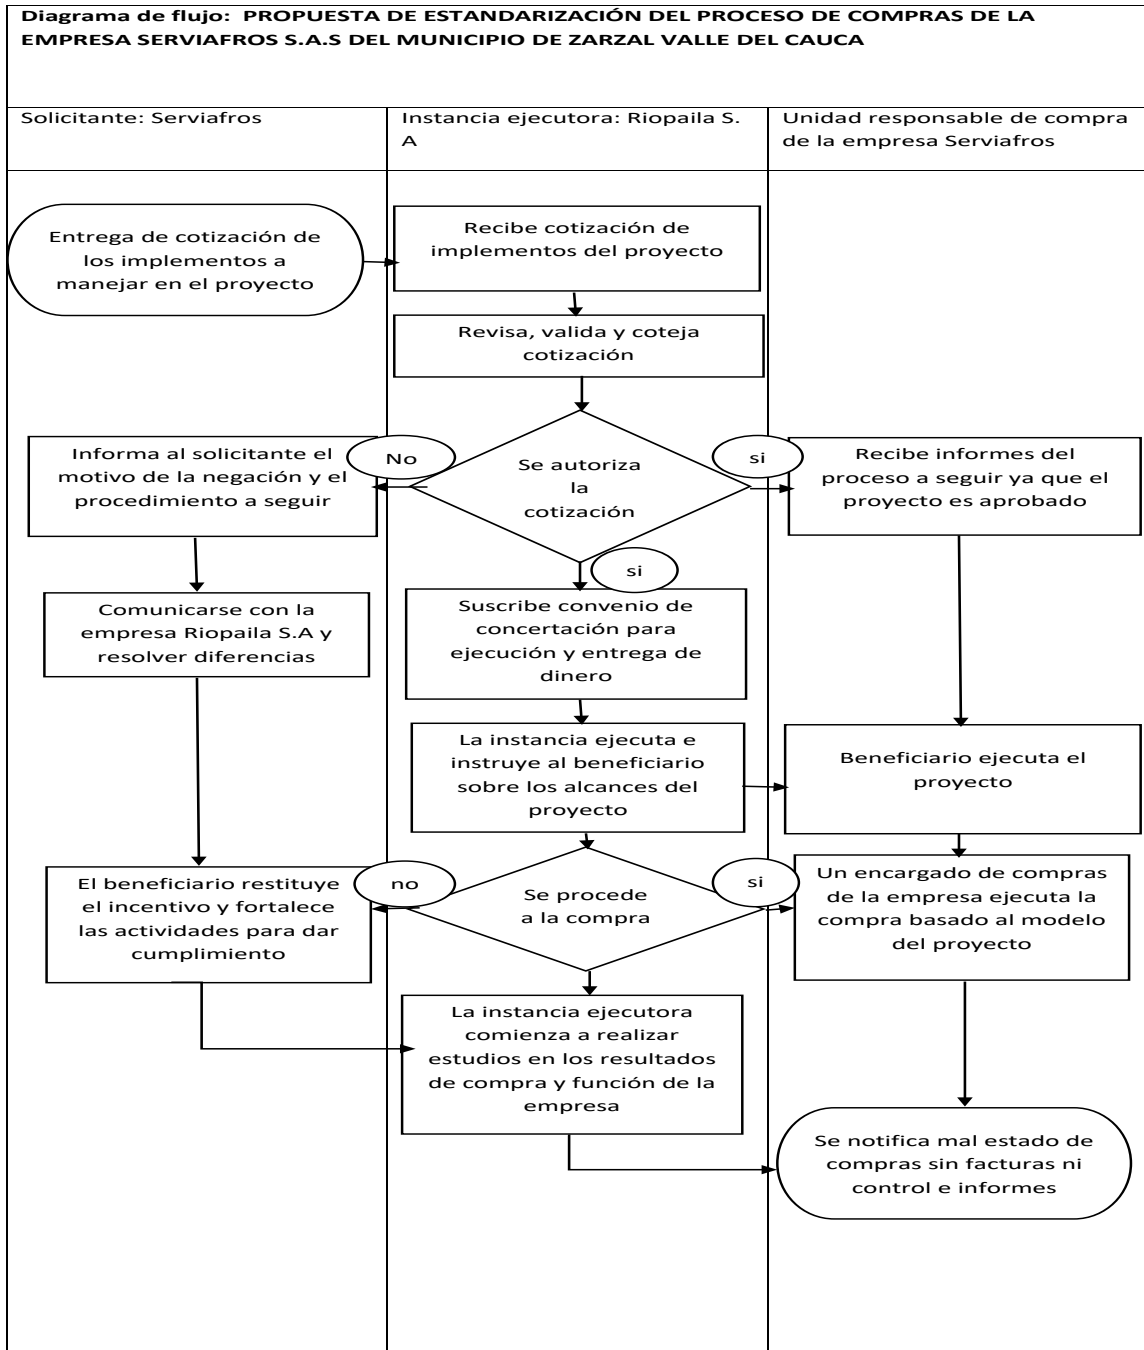 Diagrama de flujo: PROPUESTA DE ESTANDARIZACIÓN DEL PROCESO DE COMPRAS DE LA
EMPRESA SERVIAFROS S.A.S DEL MUNICIPIO DE ZARZAL VALLE DEL CAUCA
Solicitante: Serviafros
Instancia ejecutora: Riopaila S.
A
Unidad responsable de compra
de la empresa Serviafros
Entrega de cotización de
los implementos a
manejar en el proyecto
Recibe cotización de
implementos del proyecto
Revisa, valida y coteja
cotización
Informa al solicitante el
motivo de la negación y el
procedimiento a seguir
No
Se autoriza
la
cotización
si
Recibe informes del
proceso a seguir ya que el
proyecto es aprobado
si
Comunicarse con la
empresa Riopaila S.A y
resolver diferencias
Suscribe convenio de
concertación para
ejecución y entrega de
dinero
La instancia ejecuta e
instruye al beneficiario
sobre los alcances del
proyecto
Beneficiario ejecuta el
proyecto
El beneficiario restituye
el incentivo y fortalece
las actividades para dar
cumplimiento
no
Se procede
a la compra
si
Un encargado de compras
de la empresa ejecuta la
compra basado al modelo
del proyecto
La instancia ejecutora
comienza a realizar
estudios en los resultados
de compra y función de la
empresa
Se notifica mal estado de
compras sin facturas ni
control e informes